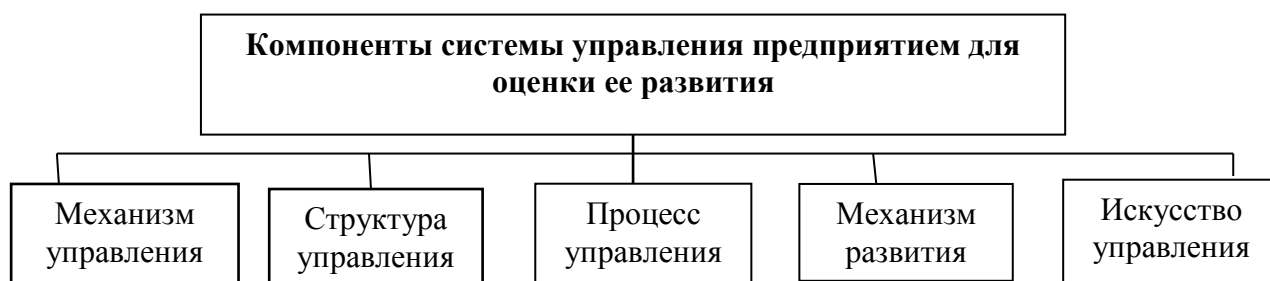 Компоненты системы управления предприятием для
оценки ее развития
Механизм
управления
Структура
управления
Процесс
управления
Механизм
развития
Искусство
управления